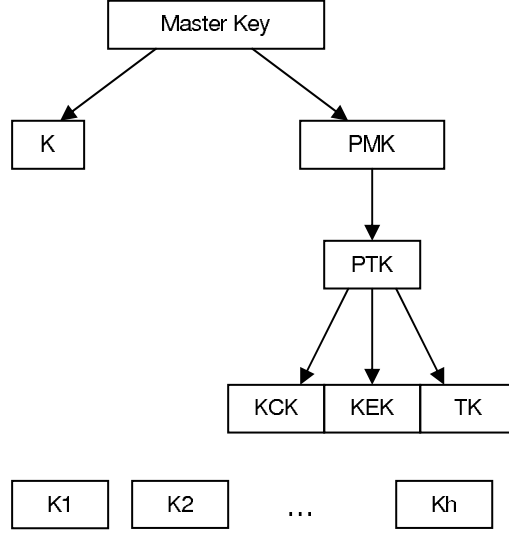 Master Key
K
PMK
PTK
KCK KEK TK
K1 K2 ... Kh